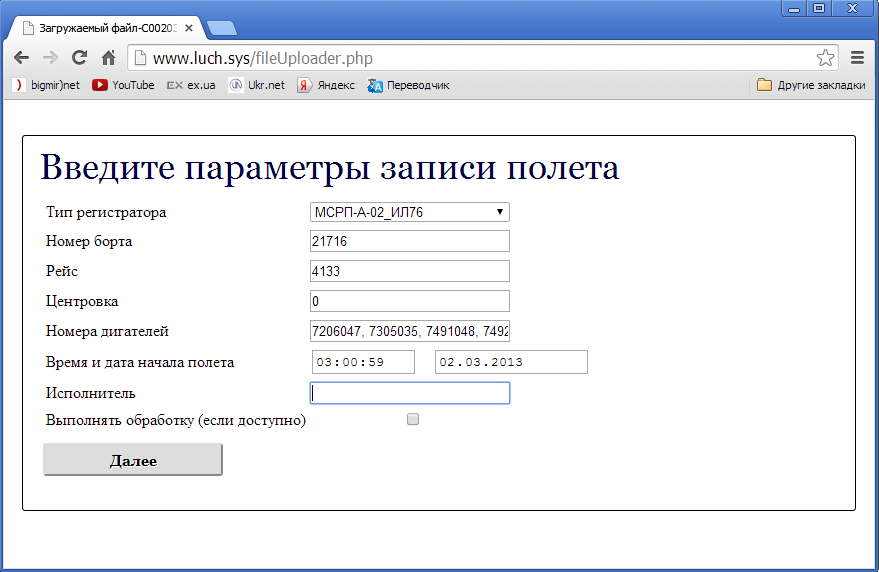 Загружаемый файл-C00203
www.luch.sys/fileUploader.php
bigmir)net YouTube EX ex.ua Ukr.net Яндекс Переводчик Другие закладки
Введите параметры записи полета
Тип регистратора МСРП-А-02_ИЛ76
Номер борта 21716
Рейс 4133
Центровка 0
Номера дигателей 7206047, 7305035, 7491048, 7492
Время и дата начала полета 03:00:59 02.03.2013
Исполнитель
Выполнять обработку (если доступно)
Далее